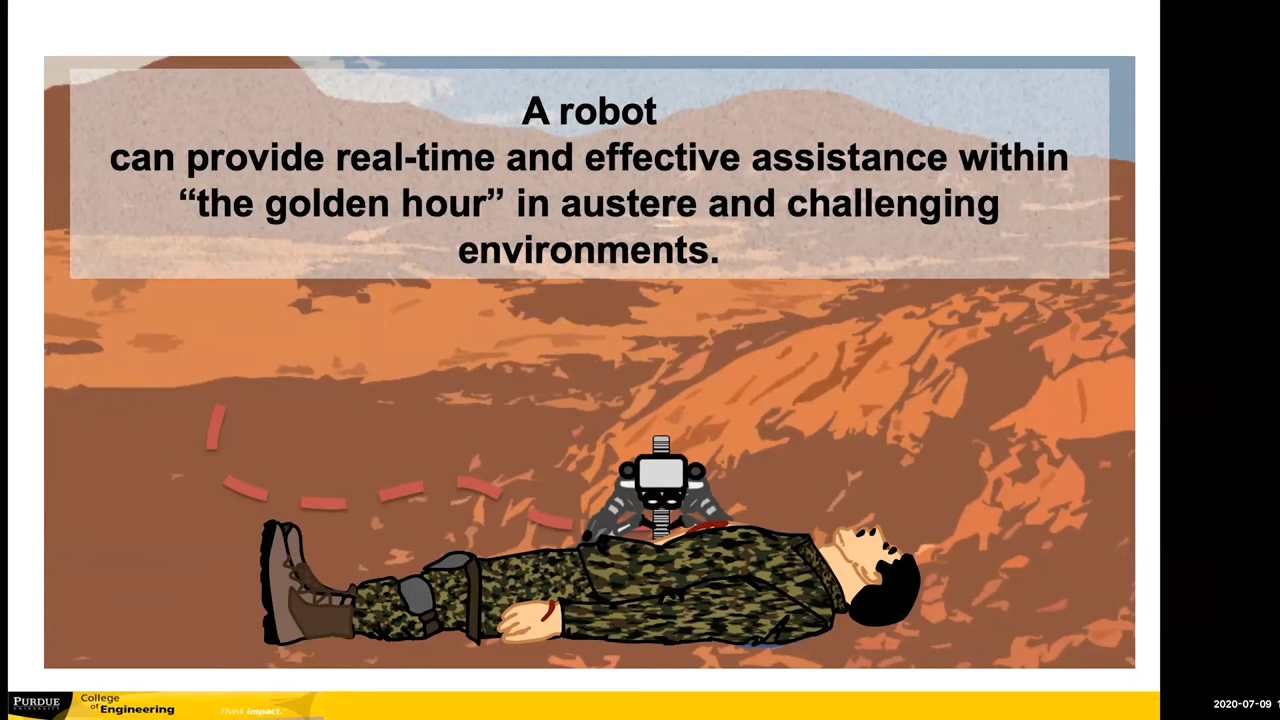 A robot
can provide real-time and effective assistance within
“the golden hour” in austere and challenging
environments.
PURDUE
UNIVERSITY
College
of Engineering
Think impact.
2020-07-09